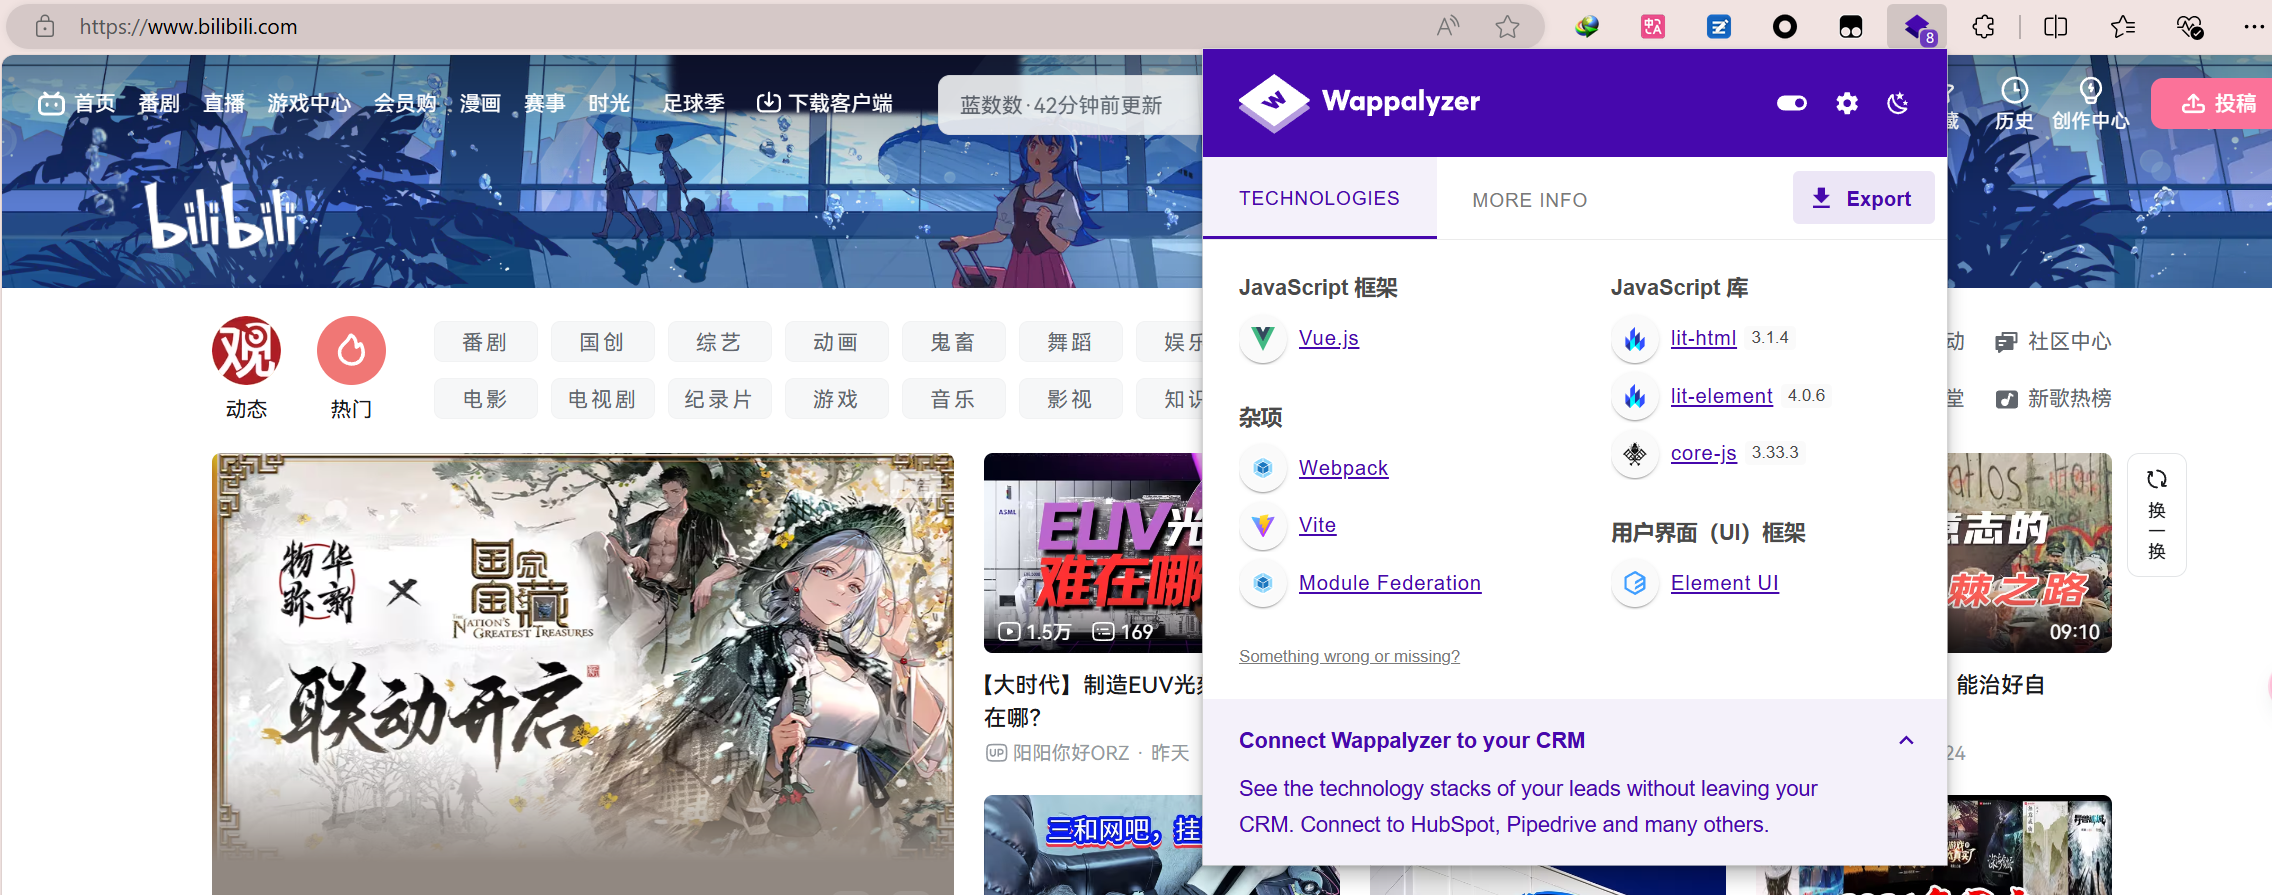 https://www.bilibili.com
8
首页 番剧 直播 游戏中心 会员购 漫画 赛事 时光 足球季 下载客户端
蓝数数·42分钟前更新
历史 创作中心
投稿
bilibili
Wappalyzer
TECHNOLOGIES
MORE INFO
Export
JavaScript 框架
Vue.js
杂项
Webpack
Vite
Module Federation
JavaScript 库
lit-html 3.1.4
lit-element 4.0.6
core-js 3.33.3
用户界面（UI）框架
Element UI
Something wrong or missing?
Connect Wappalyzer to your CRM
See the technology stacks of your leads without leaving your
CRM. Connect to HubSpot, Pipedrive and many others.
观
动态
热门
番剧 国创 综艺 动画 鬼畜 舞蹈 娱乐
电影 电视剧 纪录片 游戏 音乐 影视 知识
动 社区中心
堂 新歌热榜
物华弥新
×
国家宝藏
THE NATION'S GREATEST TREASURES
联动开启
ASML
EUV光
难在哪
1.5万 169
【大时代】制造EUV光刻
在哪?
UP 阳阳你好ORZ · 昨天
三和网吧，挂
意志的
棘之路
09:10
能治好自
24
换一换